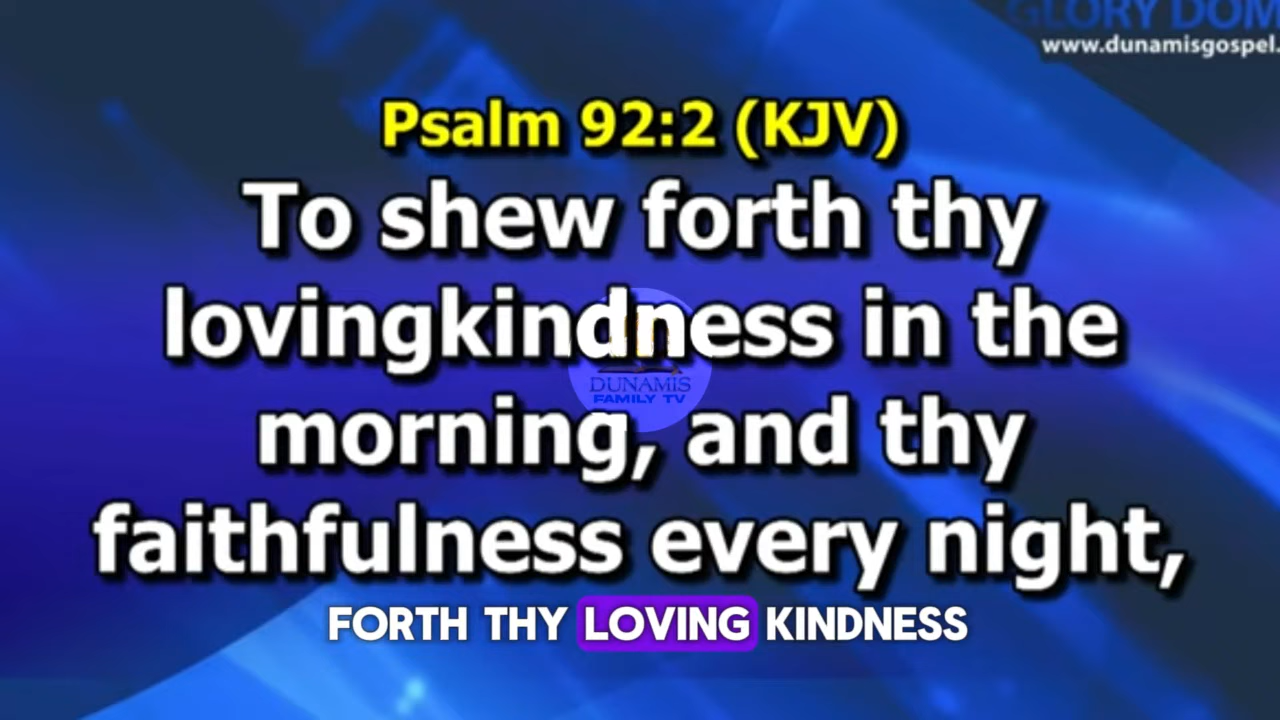 GLORY DOM
www.dunamisgospel.
Psalm 92:2 (KJV)
To shew forth thy
lovingkindness in the
morning, and thy
faithfulness every night,
DUNAMIS
FAMILY TV
FORTH THY LOVING KINDNESS